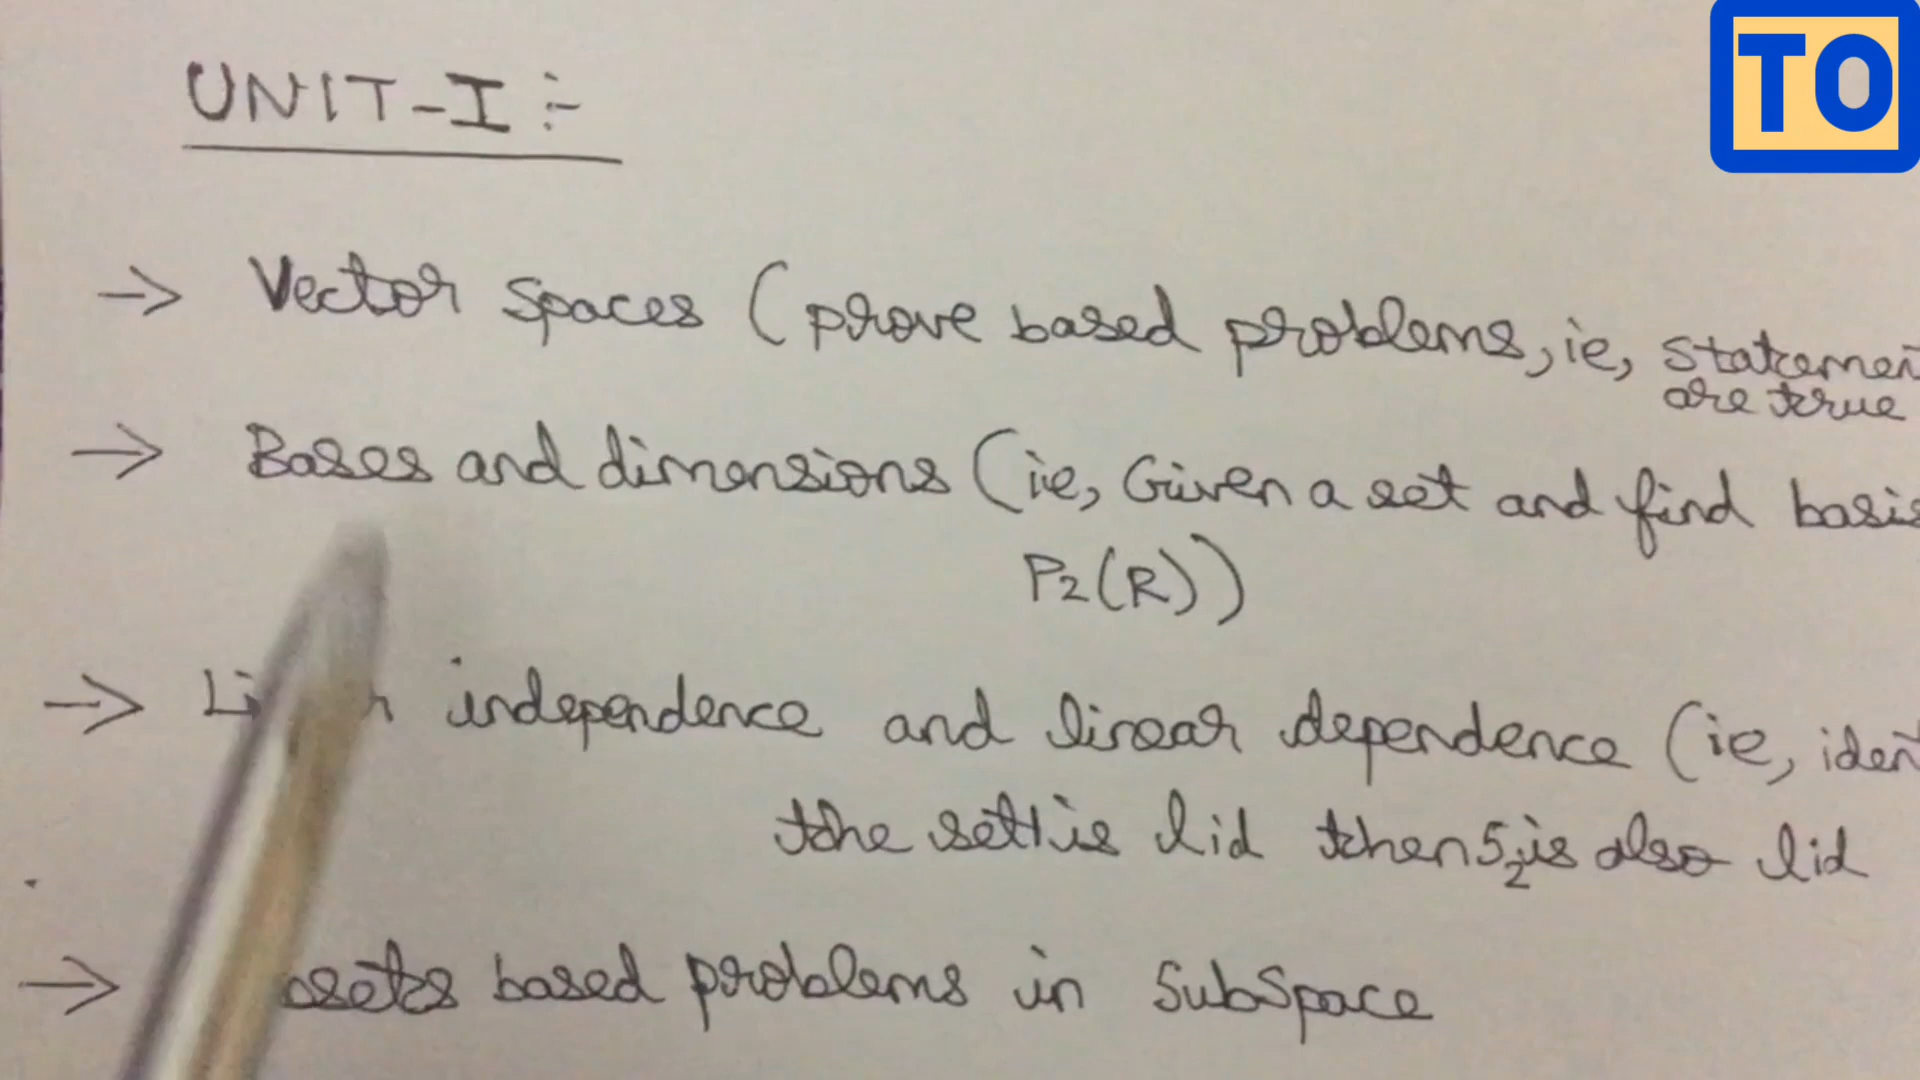 TO
UNIT-I :-
→ Vector Spaces (prove based problems, ie, statemen
are true
→ Bases and dimensions (ie, Given a set and find basis
P2(R))
→ independence and linear dependence (ie, iden
the set1 is lid then S2 is also lid
→ based problems in SubSpace